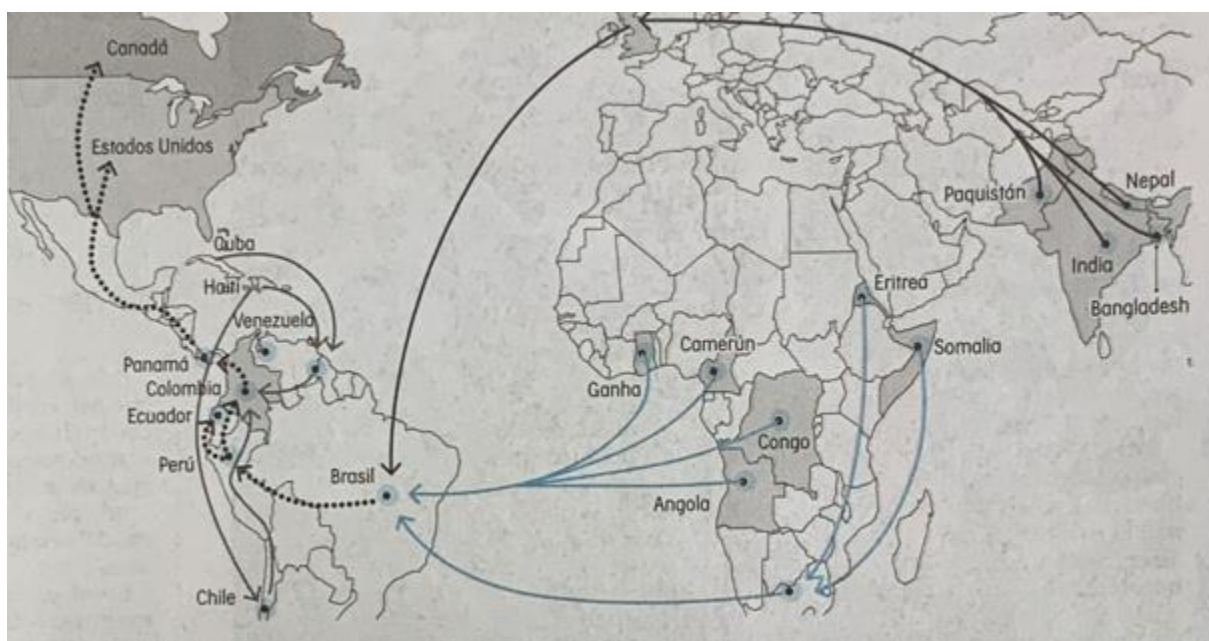 Canadá
Estados Unidos
Cuba
Haití
Venezuela
Panamá
Colombia
Ecuador
Perú
Brasil
Chile
Ganha
Camerún
Congo
Angola
Eritrea
Somalia
Paquistán
Nepal
India
Bangladesh